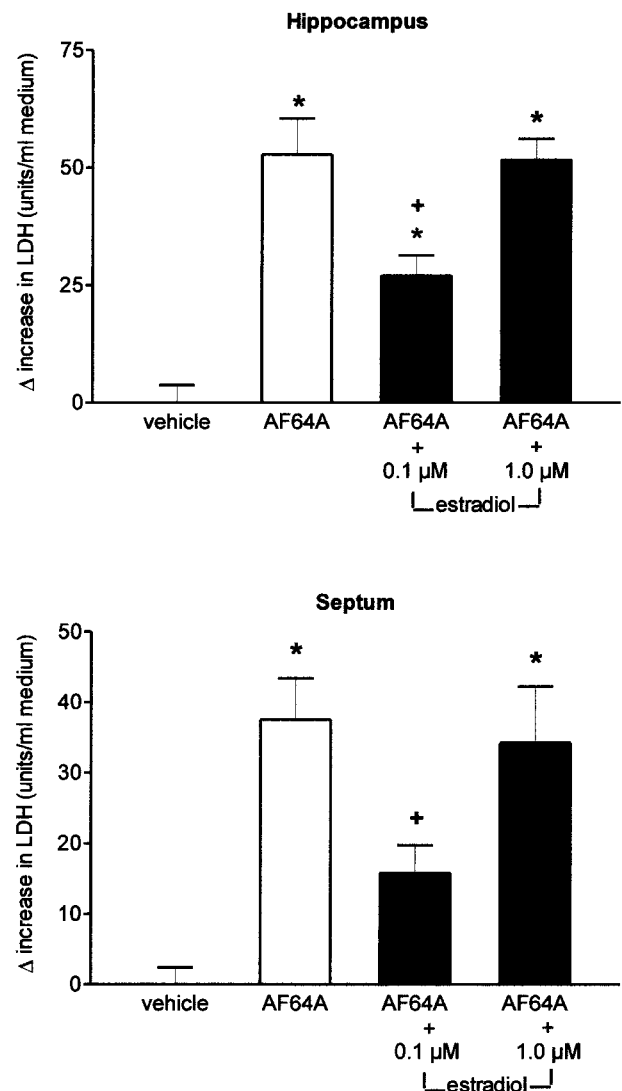 Hippocampus
Δ increase in LDH (units/ml medium)
75
50
25
0
*
+
*
*
vehicle AF64A AF64A AF64A
+ +
0.1 µM 1.0 µM
estradiol
Septum
Δ increase in LDH (units/ml medium)
50
40
30
20
10
0
*
+
*
vehicle AF64A AF64A AF64A
+ +
0.1 µM 1.0 µM
estradiol